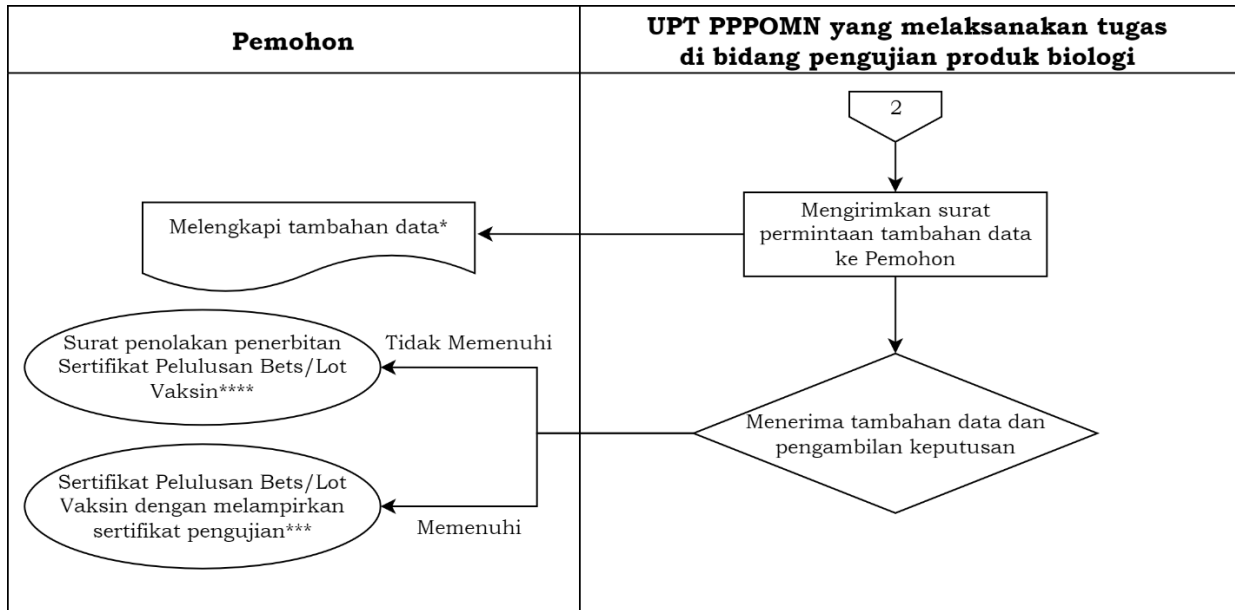 Pemohon
UPT PPPOMN yang melaksanakan tugas
di bidang pengujian produk biologi
2
Mengirimkan surat
permintaan tambahan data
ke Pemohon
Melengkapi tambahan data*
Surat penolakan penerbitan
Sertifikat Pelulusan Bets/Lot
Vaksin****
Tidak Memenuhi
Menerima tambahan data dan
pengambilan keputusan
Sertifikat Pelulusan Bets/Lot
Vaksin dengan melampirkan
sertifikat pengujian***
Memenuhi